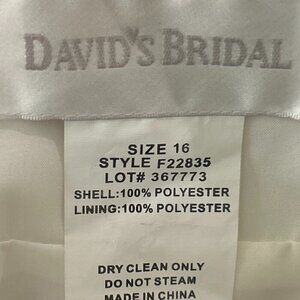 DAVID'S BRIDAL
SIZE 16
STYLE F22835
LOT# 367773
SHELL:100% POLYESTER
LINING:100% POLYESTER
DRY CLEAN ONLY
DO NOT STEAM
MADE IN CHINA